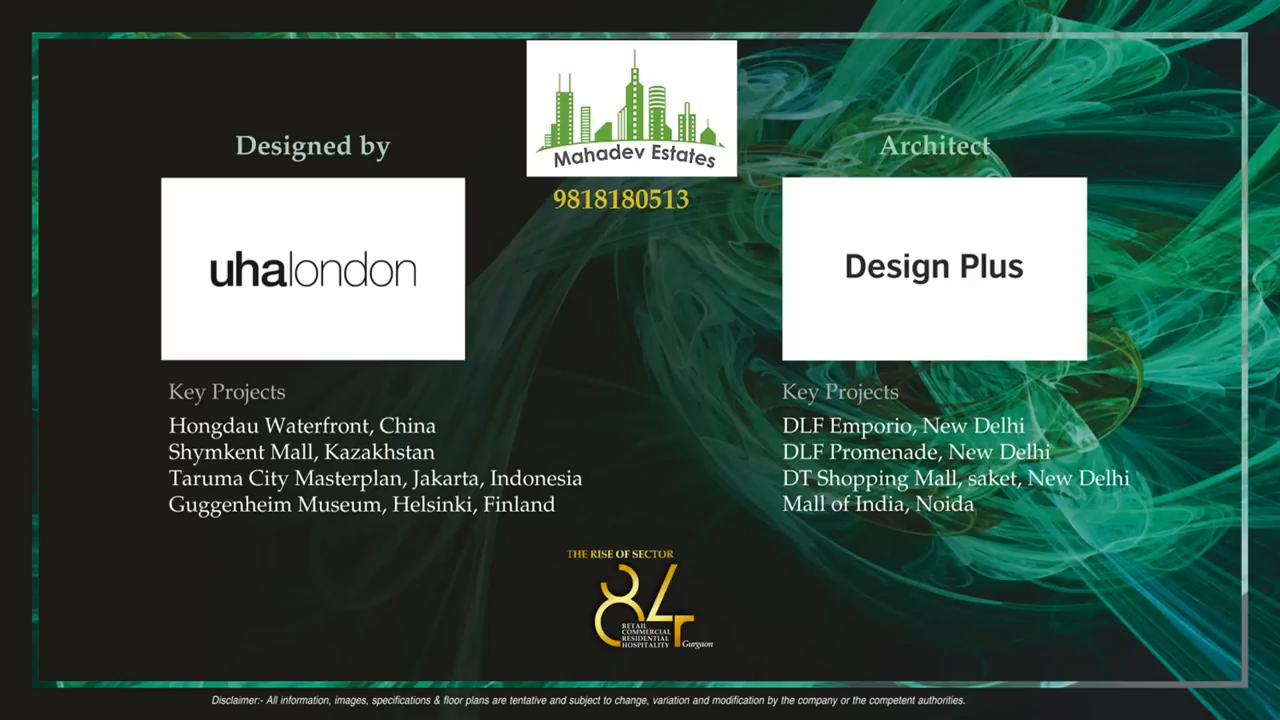 Mahadev Estates
9818180513
Designed by
uhalondon
Key Projects
Hongdau Waterfront, China
Shymkent Mall, Kazakhstan
Taruma City Masterplan, Jakarta, Indonesia
Guggenheim Museum, Helsinki, Finland
Architect
Design Plus
Key Projects
DLF Emporio, New Delhi
DLF Promenade, New Delhi
DT Shopping Mall, saket, New Delhi
Mall of India, Noida
THE RISE OF SECTOR
84
RETAIL
COMMERCIAL
RESIDENTIAL
HOSPITALITY
Gurgaon
Disclaimer:- All information, images, specifications & floor plans are tentative and subject to change, variation and modification by the company or the competent authorities.